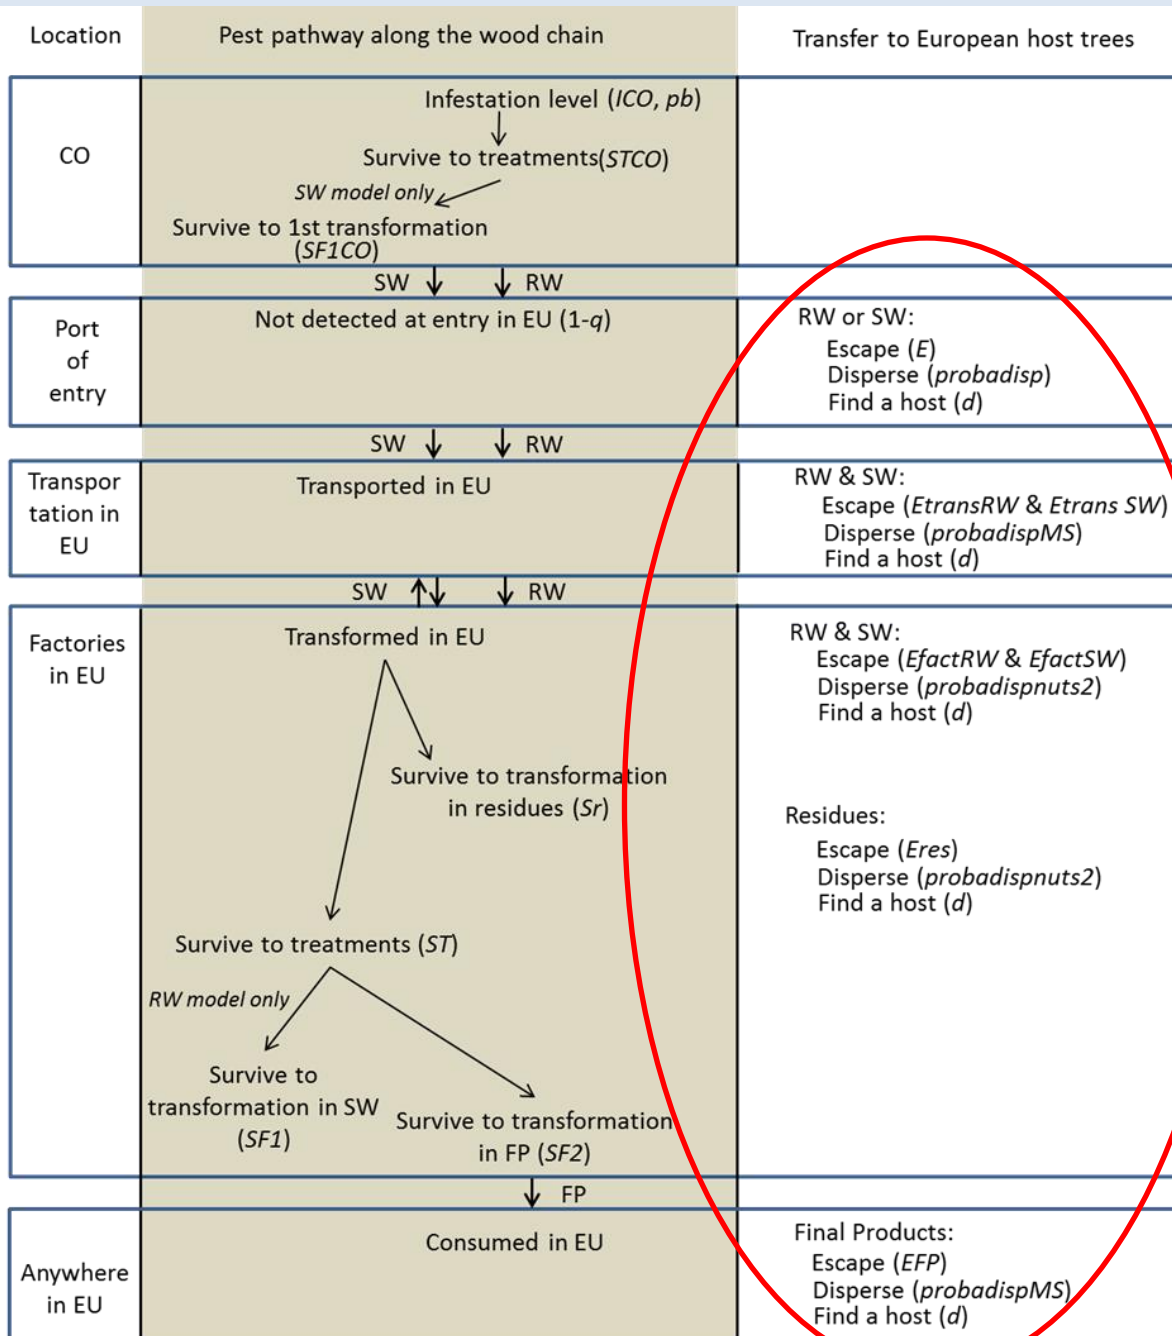 Location
Pest pathway along the wood chain
Transfer to European host trees
CO
Infestation level (ICO, pb)
Survive to treatments(STCO)
SW model only
Survive to 1st transformation
(SF1CO)
SW
RW
Port
of
entry
Not detected at entry in EU (1-q)
RW or SW:
Escape (E)
Disperse (probadisp)
Find a host (d)
SW
RW
Transpor
tation in
EU
Transported in EU
RW & SW:
Escape (EtransRW & Etrans SW)
Disperse (probadispMS)
Find a host (d)
SW
RW
Factories
in EU
Transformed in EU
RW & SW:
Escape (EfactRW & EfactSW)
Disperse (probadispnuts2)
Find a host (d)
Survive to transformation
in residues (Sr)
Residues:
Escape (Eres)
Disperse (probadispnuts2)
Find a host (d)
Survive to treatments (ST)
RW model only
Survive to
transformation in SW
(SF1)
Survive to transformation
in FP (SF2)
FP
Anywhere
in EU
Consumed in EU
Final Products:
Escape (EFP)
Disperse (probadispMS)
Find a host (d)